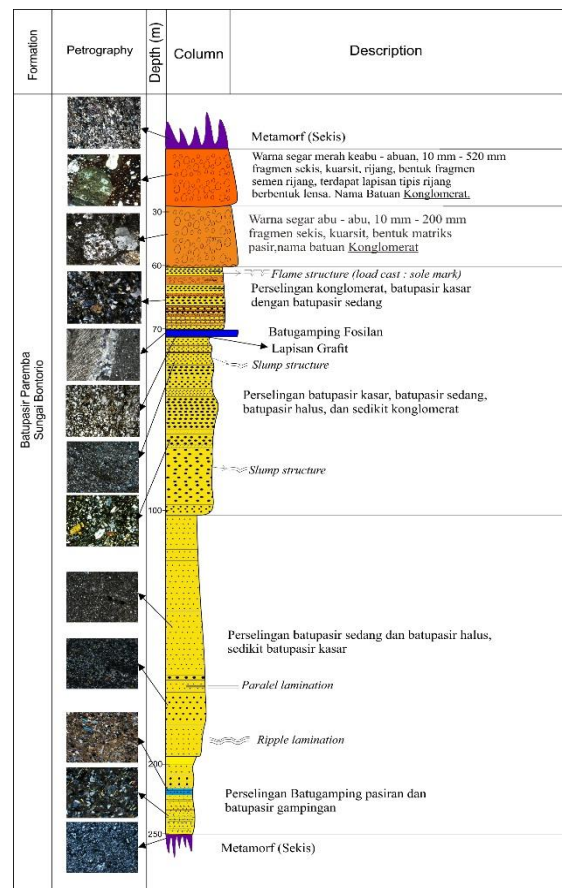 Formation
Petrography
Depth (m)
Column
Description
Batupasir Paremba
Sungai Bontorio
Metamorf (Sekis)
Warna segar merah keabu - abuan, 10 mm - 520 mm
fragmen sekis, kuarsit, rijang, bentuk fragmen
semen rijang, terdapat lapisan tipis rijang
berbentuk lensa. Nama Batuan Konglomerat.
30
Warna segar abu - abu, 10 mm - 200 mm
fragmen sekis, kuarsit, bentuk matriks
pasir,nama batuan Konglomerat
60
Flame structure (load cast : sole mark)
Perselingan konglomerat, batupasir kasar
dengan batupasir sedang
70
Batugamping Fosilan
Lapisan Grafit
Slump structure
Perselingan batupasir kasar, batupasir sedang,
batupasir halus, dan sedikit konglomerat
Slump structure
100
Perselingan batupasir sedang dan batupasir halus,
sedikit batupasir kasar
Paralel lamination
Ripple lamination
200
Perselingan Batugamping pasiran dan
batupasir gampingan
250
Metamorf (Sekis)